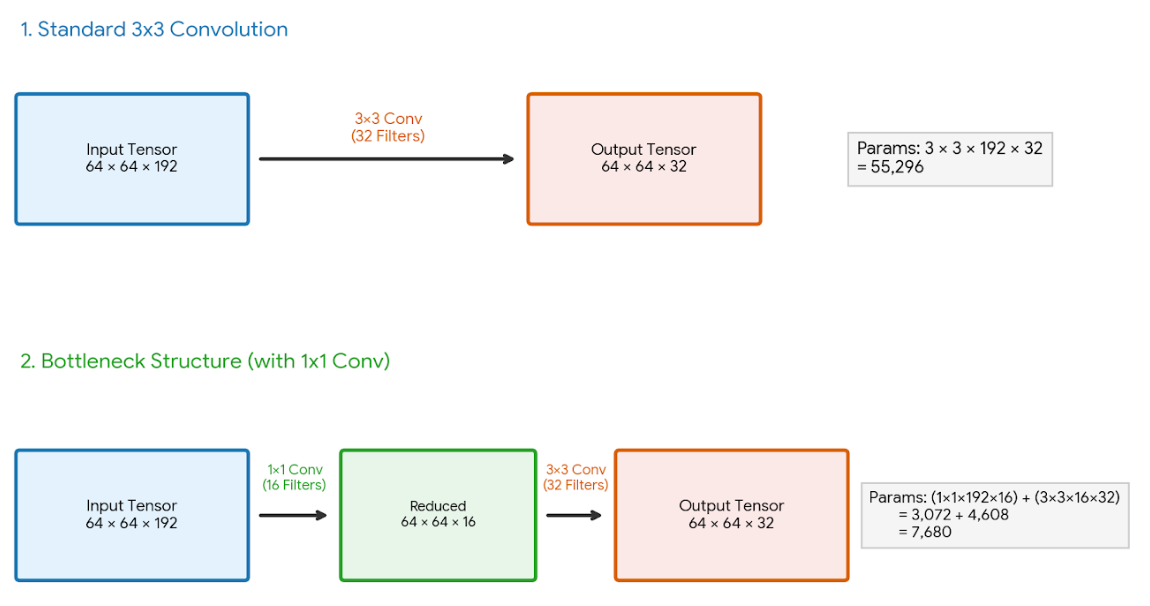 1. Standard 3x3 Convolution
Input Tensor
64 × 64 × 192
3×3 Conv
(32 Filters)
Output Tensor
64 × 64 × 32
Params: 3 × 3 × 192 × 32
= 55,296
2. Bottleneck Structure (with 1x1 Conv)
Input Tensor
64 × 64 × 192
1×1 Conv
(16 Filters)
Reduced
64 × 64 × 16
3×3 Conv
(32 Filters)
Output Tensor
64 × 64 × 32
Params: (1×1×192×16) + (3×3×16×32)
= 3,072 + 4,608
= 7,680